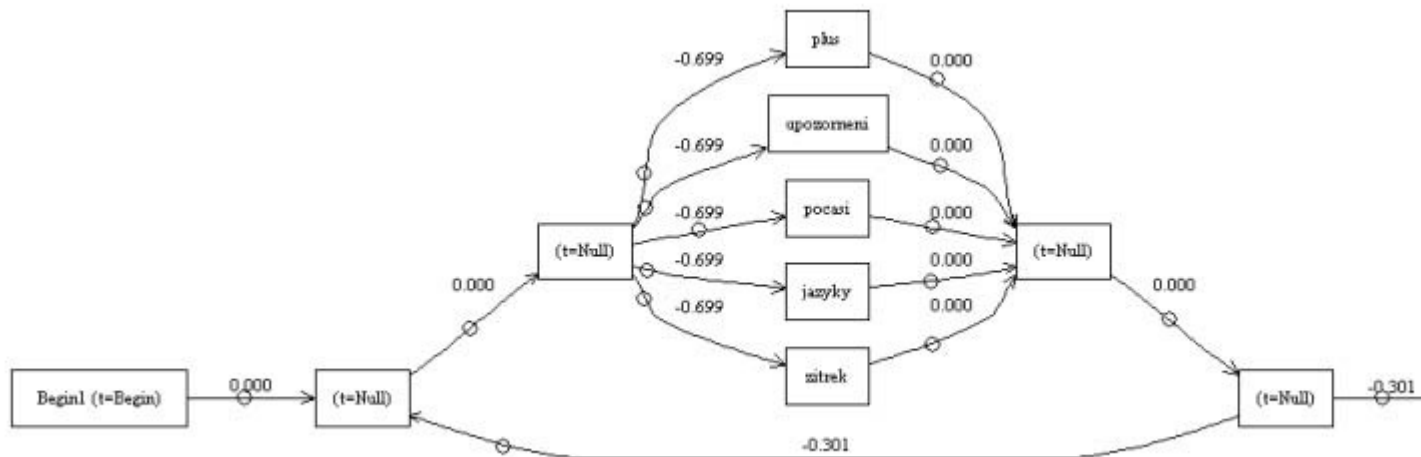 plus
-0.699
0.000
upozorneni
-0.699
0.000
pocasi
-0.699
0.000
(t=Null)
(t=Null)
-0.699
0.000
jazyky
0.000
0.000
-0.699
0.000
zitrek
Begin1 (t=Begin)
0.000
(t=Null)
(t=Null)
-0.301
-0.301